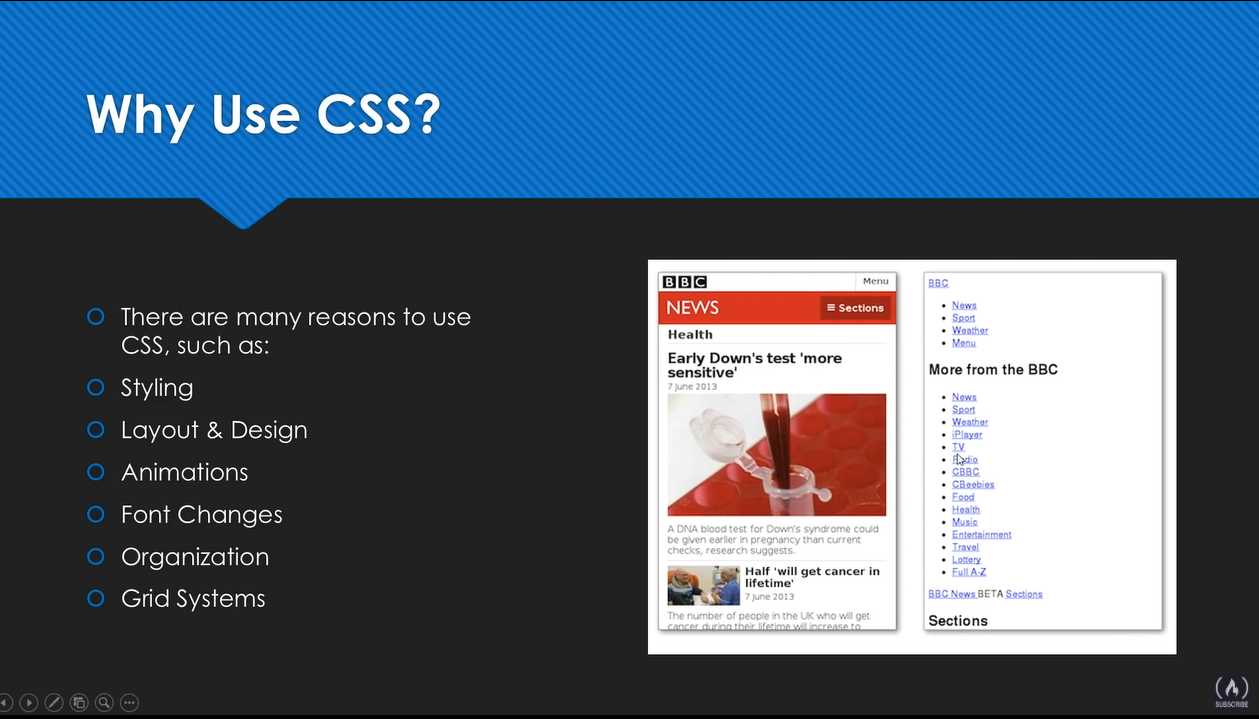 Why Use CSS?
There are many reasons to use
CSS, such as:
Styling
Layout & Design
Animations
Font Changes
Organization
Grid Systems
BBC Menu
NEWS ≡ Sections
Health
Early Down's test 'more
sensitive'
7 June 2013
A DNA blood test for Down's syndrome could
be given earlier in pregnancy than current
checks, research suggests.
Half 'will get cancer in
lifetime'
7 June 2013
The number of people in the UK who will get
cancer during their lifetime will increase to
BBC
News
Sport
Weather
Menu
More from the BBC
News
Sport
Weather
iPlayer
TV
Radio
CBBC
CBeebies
Food
Health
Music
Entertainment
Travel
Lottery
Full A-Z
BBC News BETA Sections
Sections
SUBSCRIBE